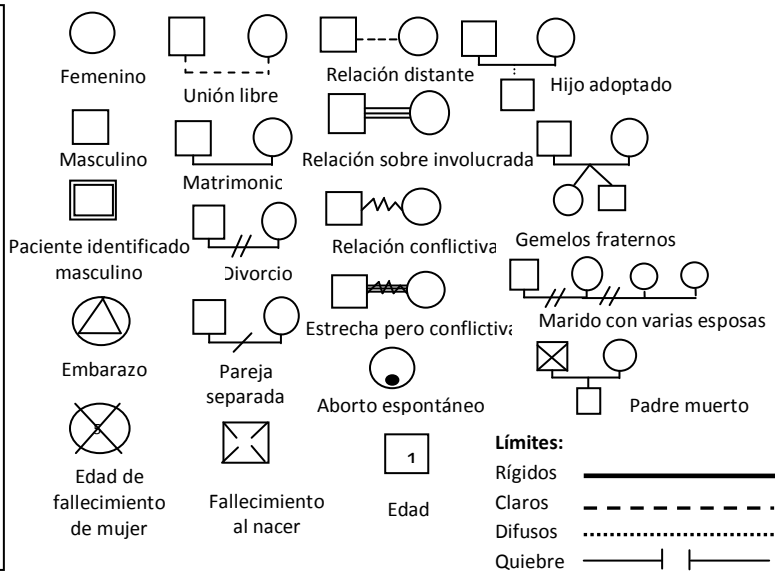 Femenino
Masculino
Paciente identificado
masculino
Embarazo
5
Edad de
fallecimiento
de mujer
Unión libre
Matrimonic
Divorcio
Pareja
separada
Fallecimiento
al nacer
Relación distante
Relación sobre involucrada
Relación conflictiva
Estrecha pero conflictiva
Aborto espontáneo
1
Edad
Hijo adoptado
Gemelos fraternos
Marido con varias esposas
Padre muerto
Límites:
Rígidos
Claros
Difusos
Quiebre